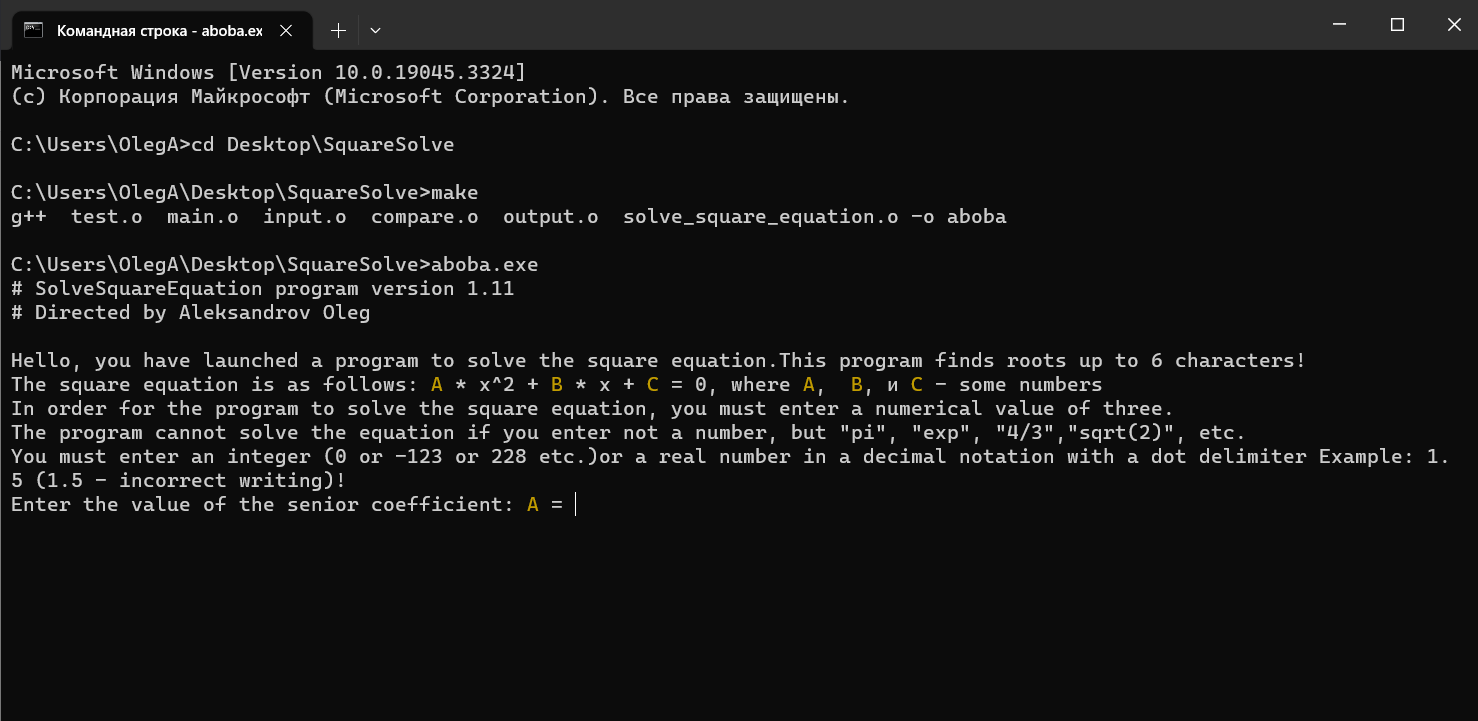 Командная строка - aboba.ex
Microsoft Windows [Version 10.0.19045.3324]
(c) Корпорация Майкрософт (Microsoft Corporation). Все права защищены.
C:\Users\OlegA>cd Desktop\SquareSolve
C:\Users\OlegA\Desktop\SquareSolve>make
g++  test.o  main.o  input.o  compare.o  output.o  solve_square_equation.o -o aboba
C:\Users\OlegA\Desktop\SquareSolve>aboba.exe
# SolveSquareEquation program version 1.11
# Directed by Aleksandrov Oleg
Hello, you have launched a program to solve the square equation.This program finds roots up to 6 characters!
The square equation is as follows: A * x^2 + B * x + C = 0, where A,  B, и C - some numbers
In order for the program to solve the square equation, you must enter a numerical value of three.
The program cannot solve the equation if you enter not a number, but "pi", "exp", "4/3","sqrt(2)", etc.
You must enter an integer (0 or -123 or 228 etc.)or a real number in a decimal notation with a dot delimiter Example: 1.
5 (1.5 - incorrect writing)!
Enter the value of the senior coefficient: A =